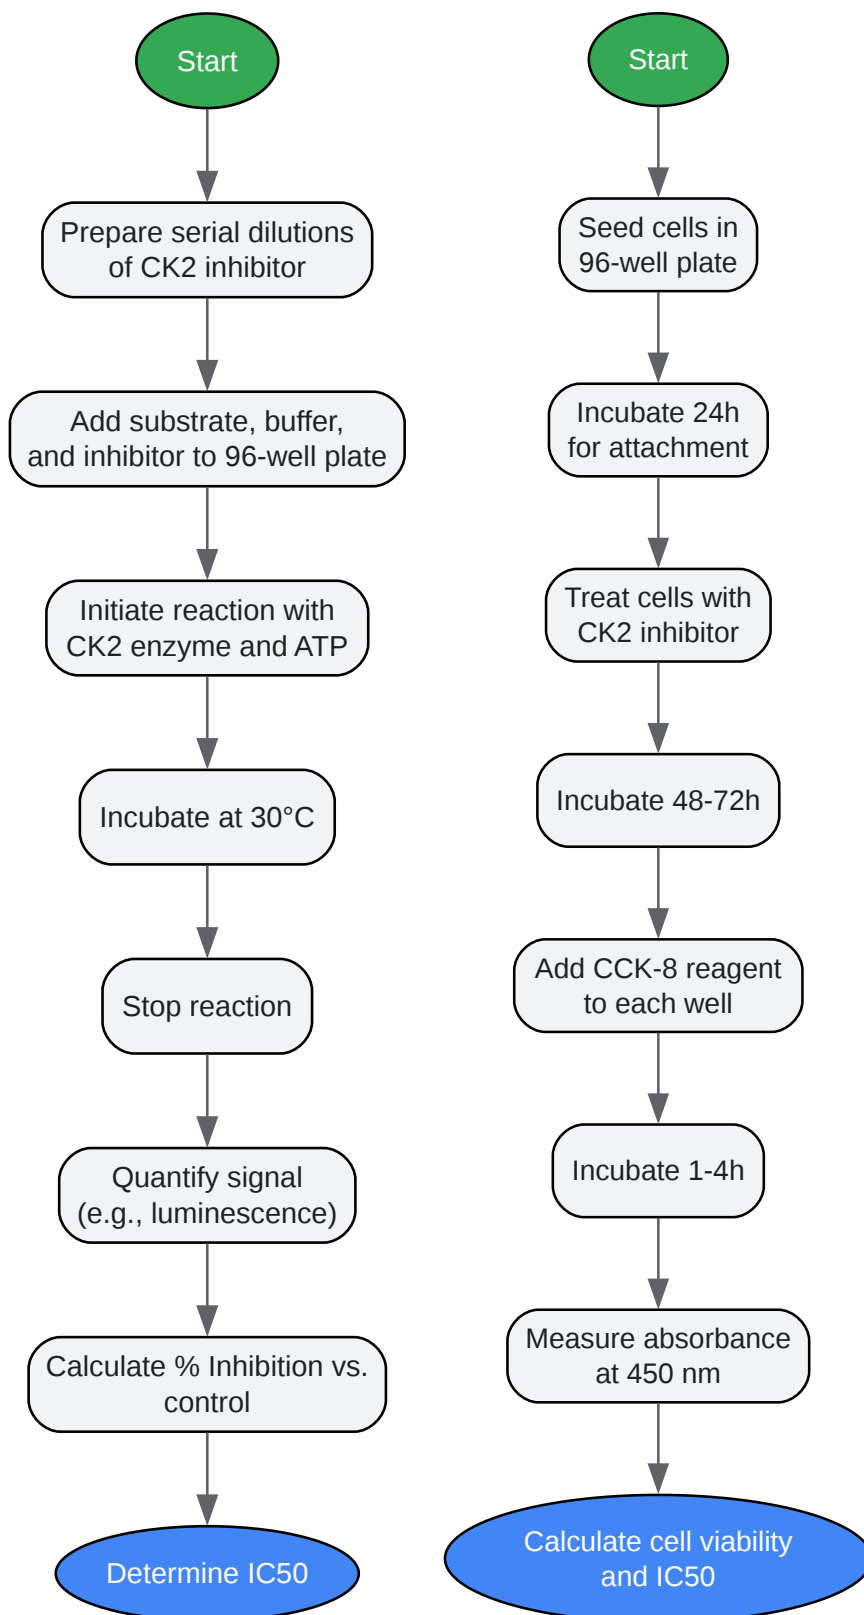 Start
Prepare serial dilutions
of CK2 inhibitor
Add substrate, buffer,
and inhibitor to 96-well plate
Initiate reaction with
CK2 enzyme and ATP
Incubate at 30°C
Stop reaction
Quantify signal
(e.g., luminescence)
Calculate % Inhibition vs.
control
Determine IC50
Start
Seed cells in
96-well plate
Incubate 24h
for attachment
Treat cells with
CK2 inhibitor
Incubate 48-72h
Add CCK-8 reagent
to each well
Incubate 1-4h
Measure absorbance
at 450 nm
Calculate cell viability
and IC50